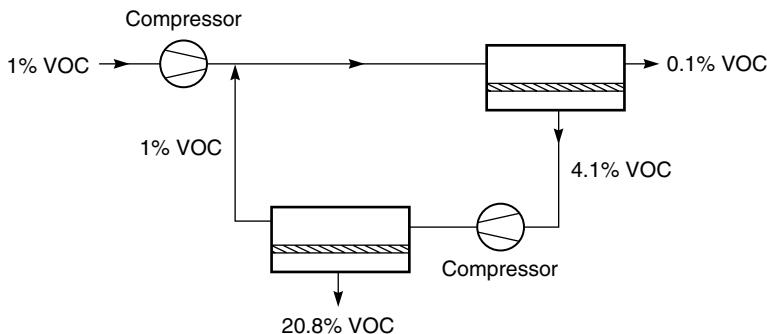 Compressor
1% VOC
0.1% VOC
1% VOC
4.1% VOC
Compressor
20.8% VOC